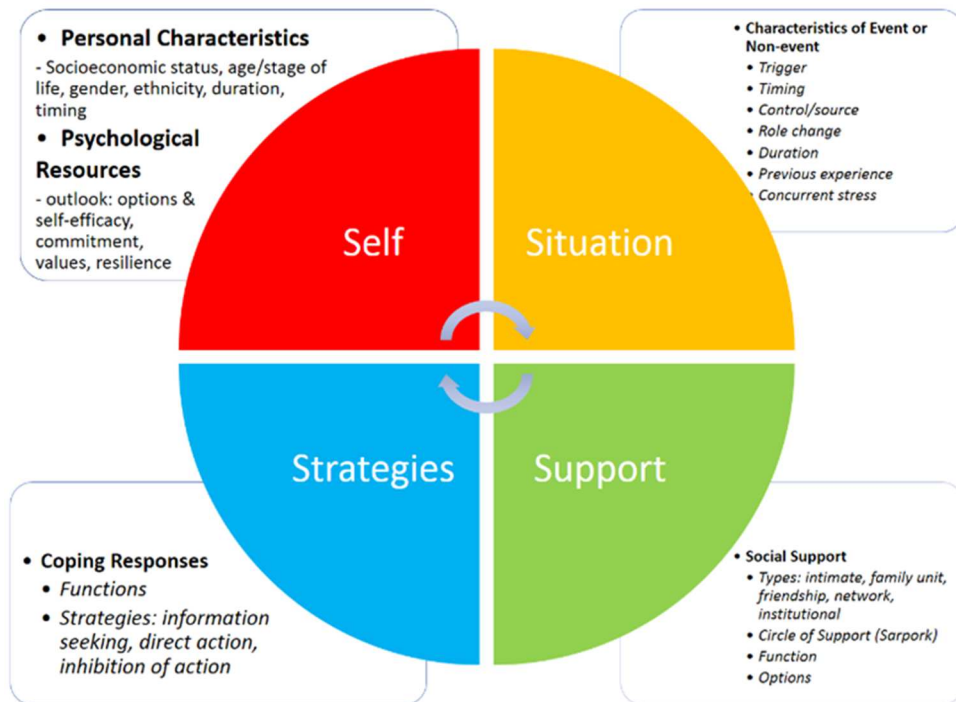 • Personal Characteristics
- Socioeconomic status, age/stage of
life, gender, ethnicity, duration,
timing
• Psychological
Resources
- outlook: options &
self-efficacy,
commitment,
values, resilience
• Characteristics of Event or
Non-event
• Trigger
• Timing
• Control/source
• Role change
• Duration
• Previous experience
• Concurrent stress
Self
Situation
Strategies
Support
• Coping Responses
• Functions
• Strategies: information
seeking, direct action,
inhibition of action
• Social Support
• Types: intimate, family unit,
friendship, network,
institutional
• Circle of Support (Sarpork)
• Function
• Options